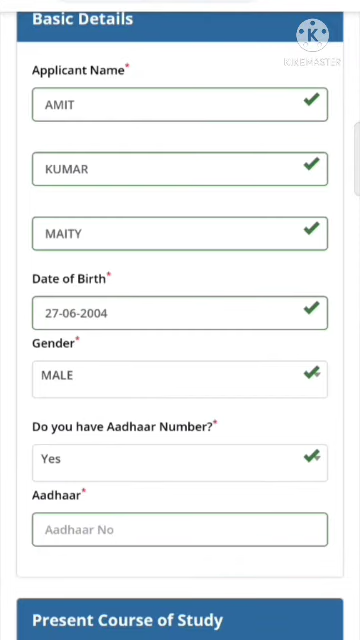 Basic Details
K
KINEMASTER
Applicant Name*
AMIT
KUMAR
MAITY
Date of Birth*
27-06-2004
Gender*
MALE
Do you have Aadhaar Number?*
Yes
Aadhaar*
Aadhaar No
Present Course of Study